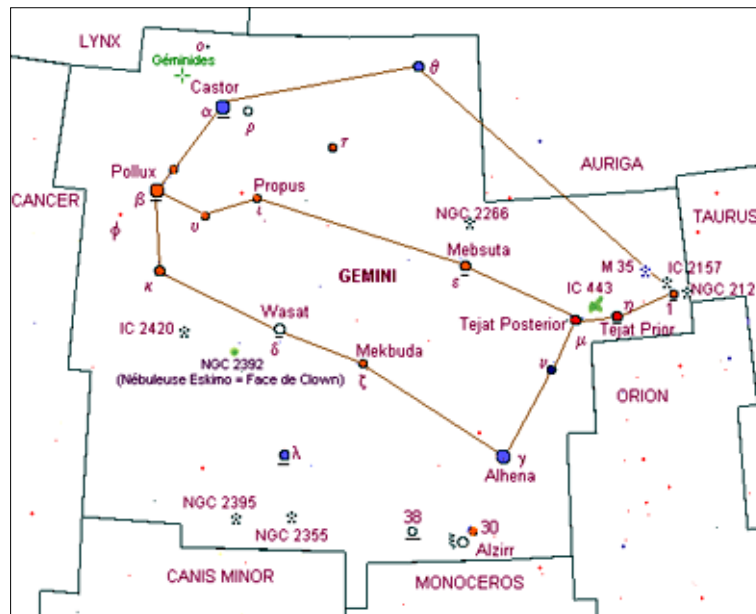 LYNX
ο
Géminides
Castor
α
ρ
θ
τ
AURIGA
Pollux
β
CANCER
Propus
ι
υ
TAURUS
NGC 2266
φ
Mebsuta
ε
M 35
IC 2157
GEMINI
IC 443
NGC 212
κ
η
1
Wasat
Tejat Posterior
Tejat Prior
μ
IC 2420
δ
Mekbuda
NGC 2392
ν
(Nébuleuse Eskimo = Face de Clown)
ζ
ORION
λ
γ
Alhena
NGC 2395
NGC 2355
38
30
ξ
Alzirr
CANIS MINOR
MONOCEROS